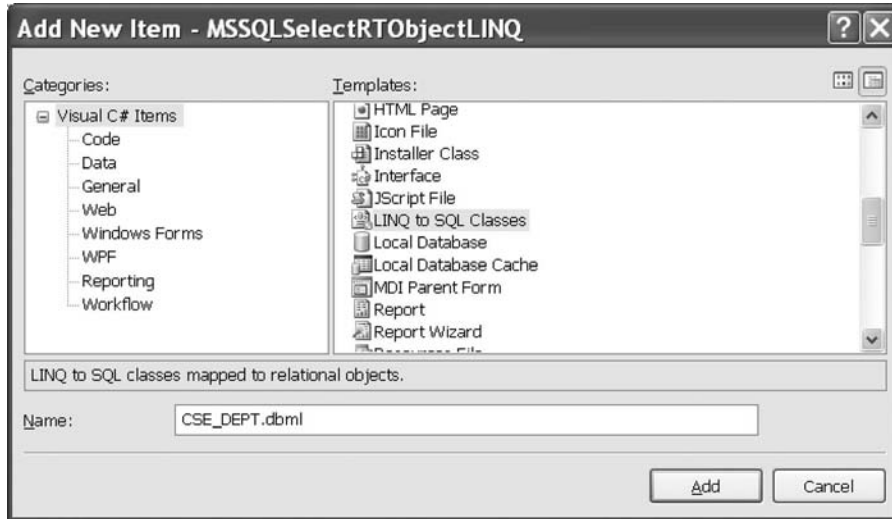 Add New Item - MSSQLSelectRTObjectLINQ
Categories:
Visual C# Items
Code
Data
General
Web
Windows Forms
WPF
Reporting
Workflow
Templates:
HTML Page
Icon File
Installer Class
Interface
JScript File
LINQ to SQL Classes
Local Database
Local Database Cache
MDI Parent Form
Report
Report Wizard
LINQ to SQL classes mapped to relational objects.
Name:
CSE_DEPT.dbml
Add
Cancel